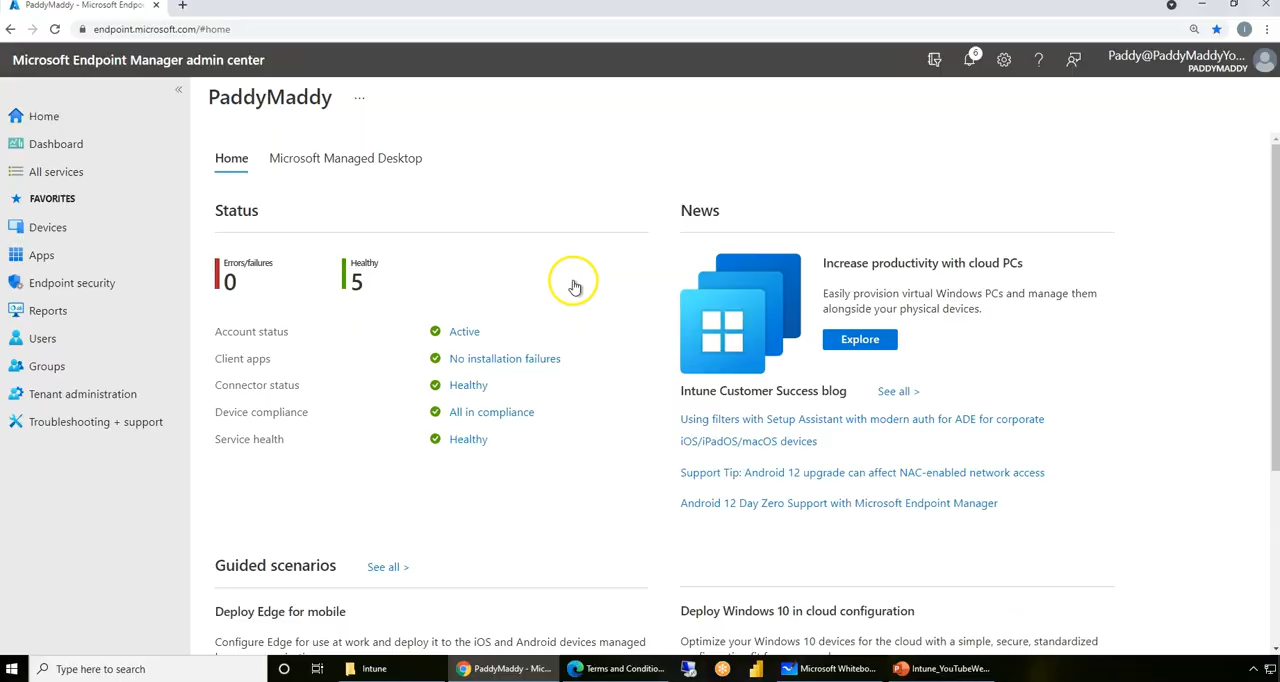 PaddyMaddy - Microsoft Endpoi
endpoint.microsoft.com/#home
Microsoft Endpoint Manager admin center
6
Paddy@PaddyMaddyYo...
PADDYMADDY
Home
Dashboard
All services
FAVORITES
Devices
Apps
Endpoint security
Reports
Users
Groups
Tenant administration
Troubleshooting + support
PaddyMaddy ...
Home Microsoft Managed Desktop
Status
Errors/failures
0
Healthy
5
Account status Active
Client apps No installation failures
Connector status Healthy
Device compliance All in compliance
Service health Healthy
News
Increase productivity with cloud PCs
Easily provision virtual Windows PCs and manage them
alongside your physical devices.
Explore
Intune Customer Success blog See all >
Using filters with Setup Assistant with modern auth for ADE for corporate
iOS/iPadOS/macOS devices
Support Tip: Android 12 upgrade can affect NAC-enabled network access
Android 12 Day Zero Support with Microsoft Endpoint Manager
Guided scenarios See all >
Deploy Edge for mobile
Configure Edge for use at work and deploy it to the iOS and Android devices managed
Deploy Windows 10 in cloud configuration
Optimize your Windows 10 devices for the cloud with a simple, secure, standardized
Type here to search
Intune
PaddyMaddy - Mic...
Terms and Conditio...
Microsoft Whitebo...
Intune_YouTubeWe...